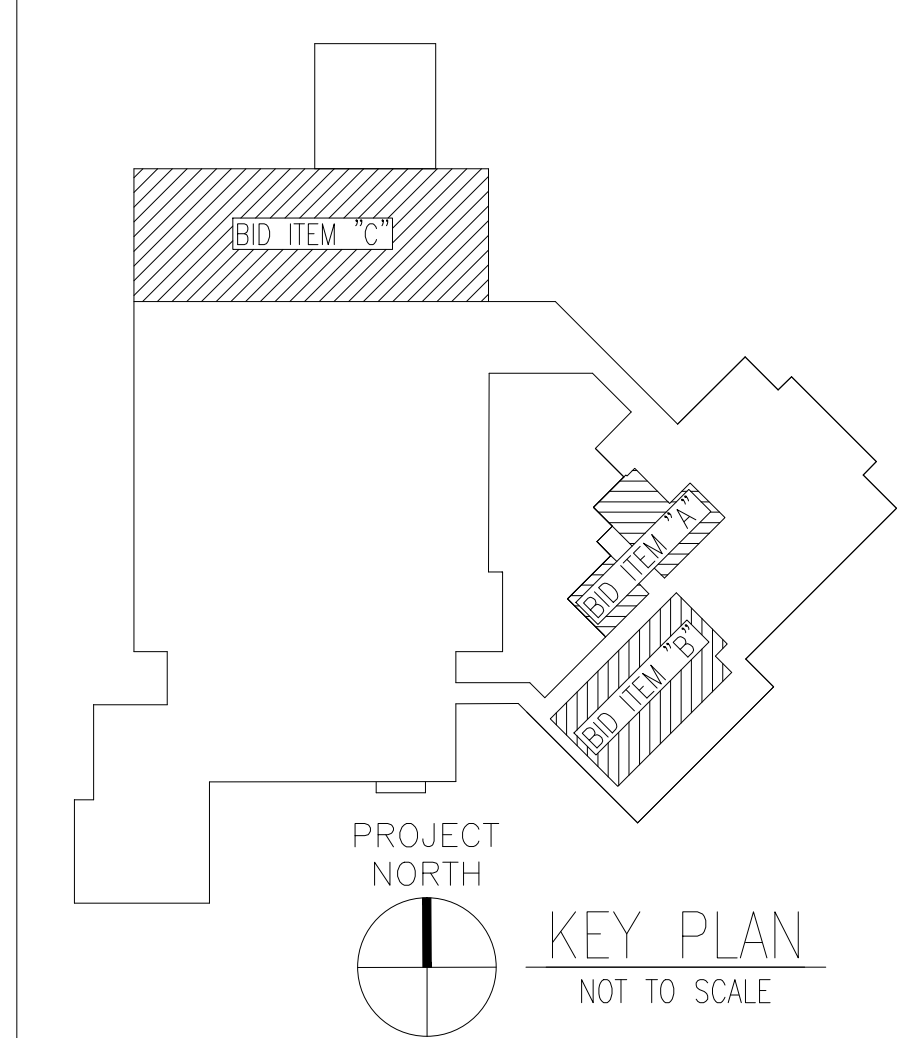 BID ITEM "C"
BID ITEM "A"
BID ITEM "B"
PROJECT
NORTH
KEY PLAN
NOT TO SCALE